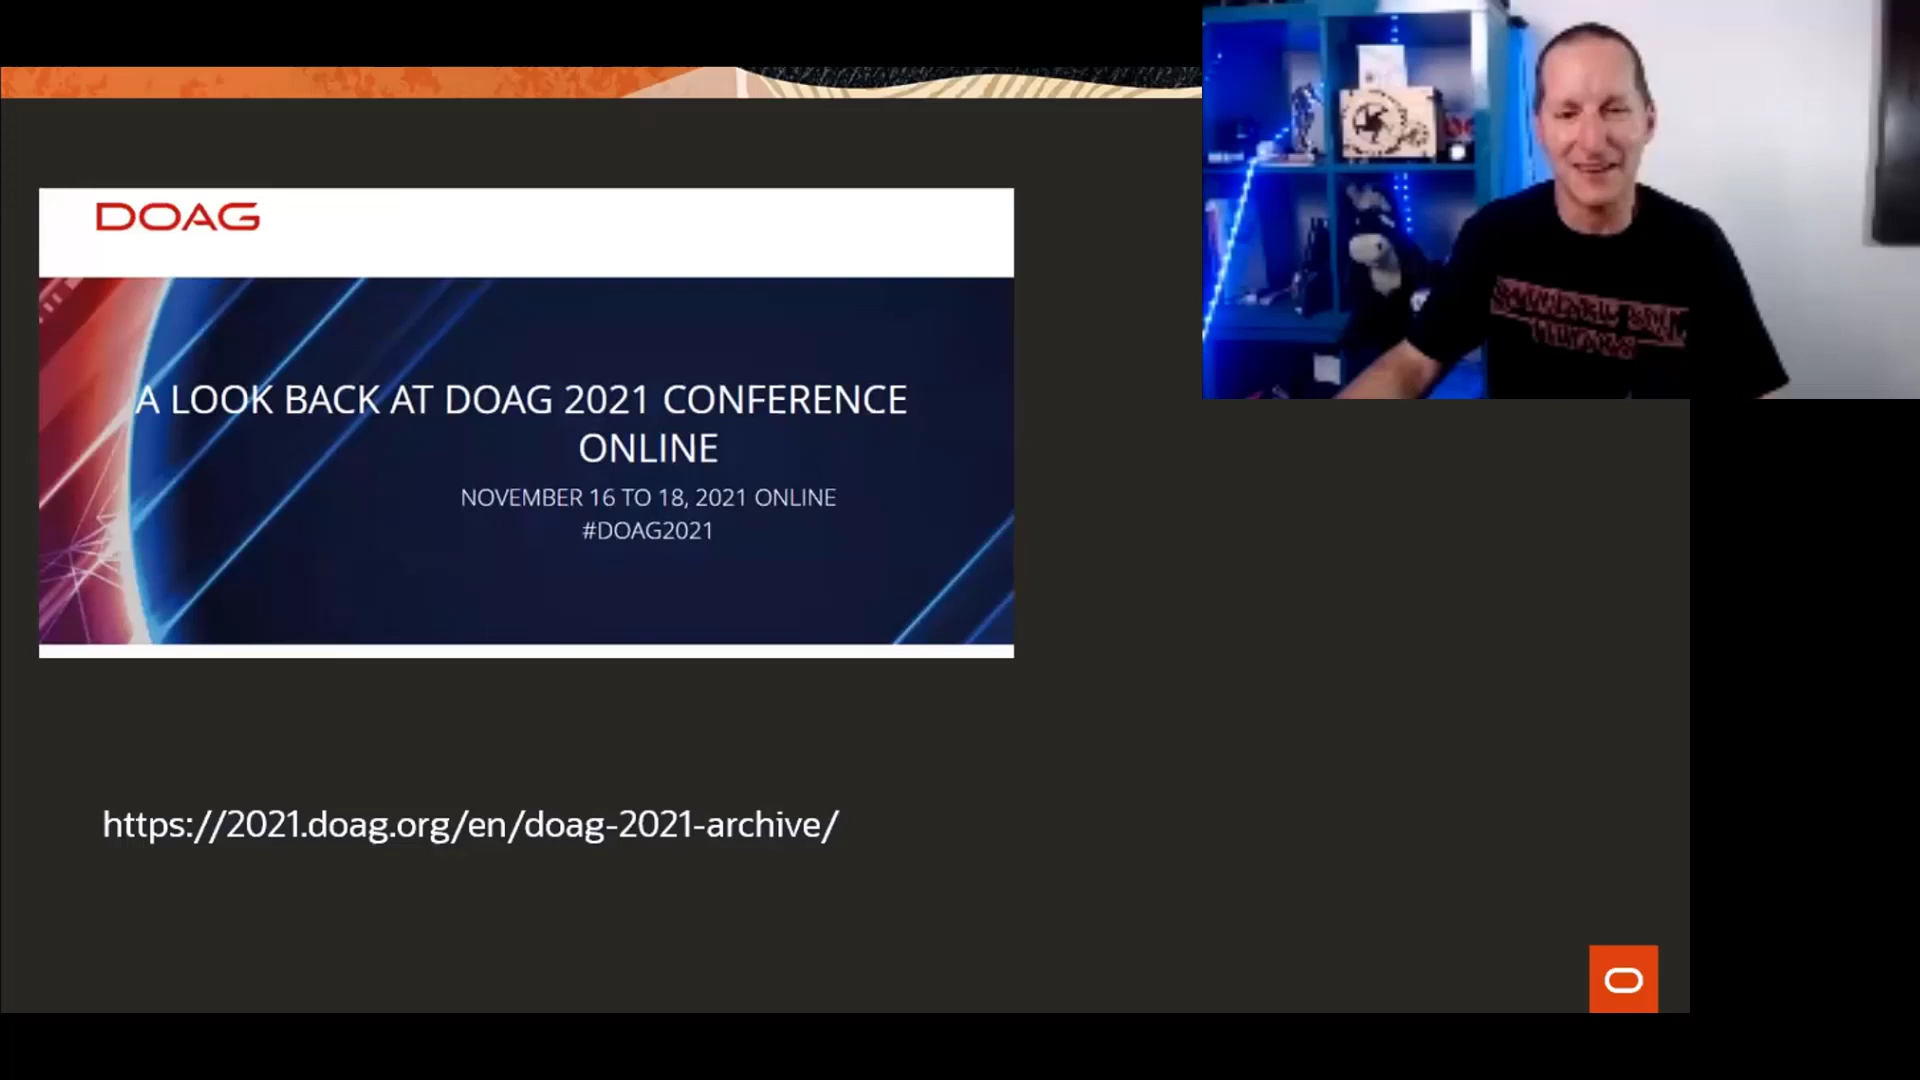 DOAG
A LOOK BACK AT DOAG 2021 CONFERENCE
ONLINE
NOVEMBER 16 TO 18, 2021 ONLINE
#DOAG2021
https://2021.doag.org/en/doag-2021-archive/